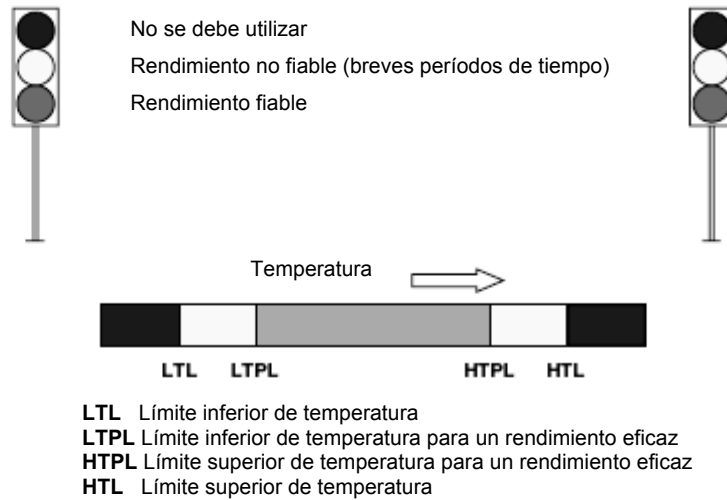 No se debe utilizar
Rendimiento no fiable (breves períodos de tiempo)
Rendimiento fiable
Temperatura
LTL LTPL HTPL HTL
LTL Límite inferior de temperatura
LTPL Límite inferior de temperatura para un rendimiento eficaz
HTPL Límite superior de temperatura para un rendimiento eficaz
HTL Límite superior de temperatura